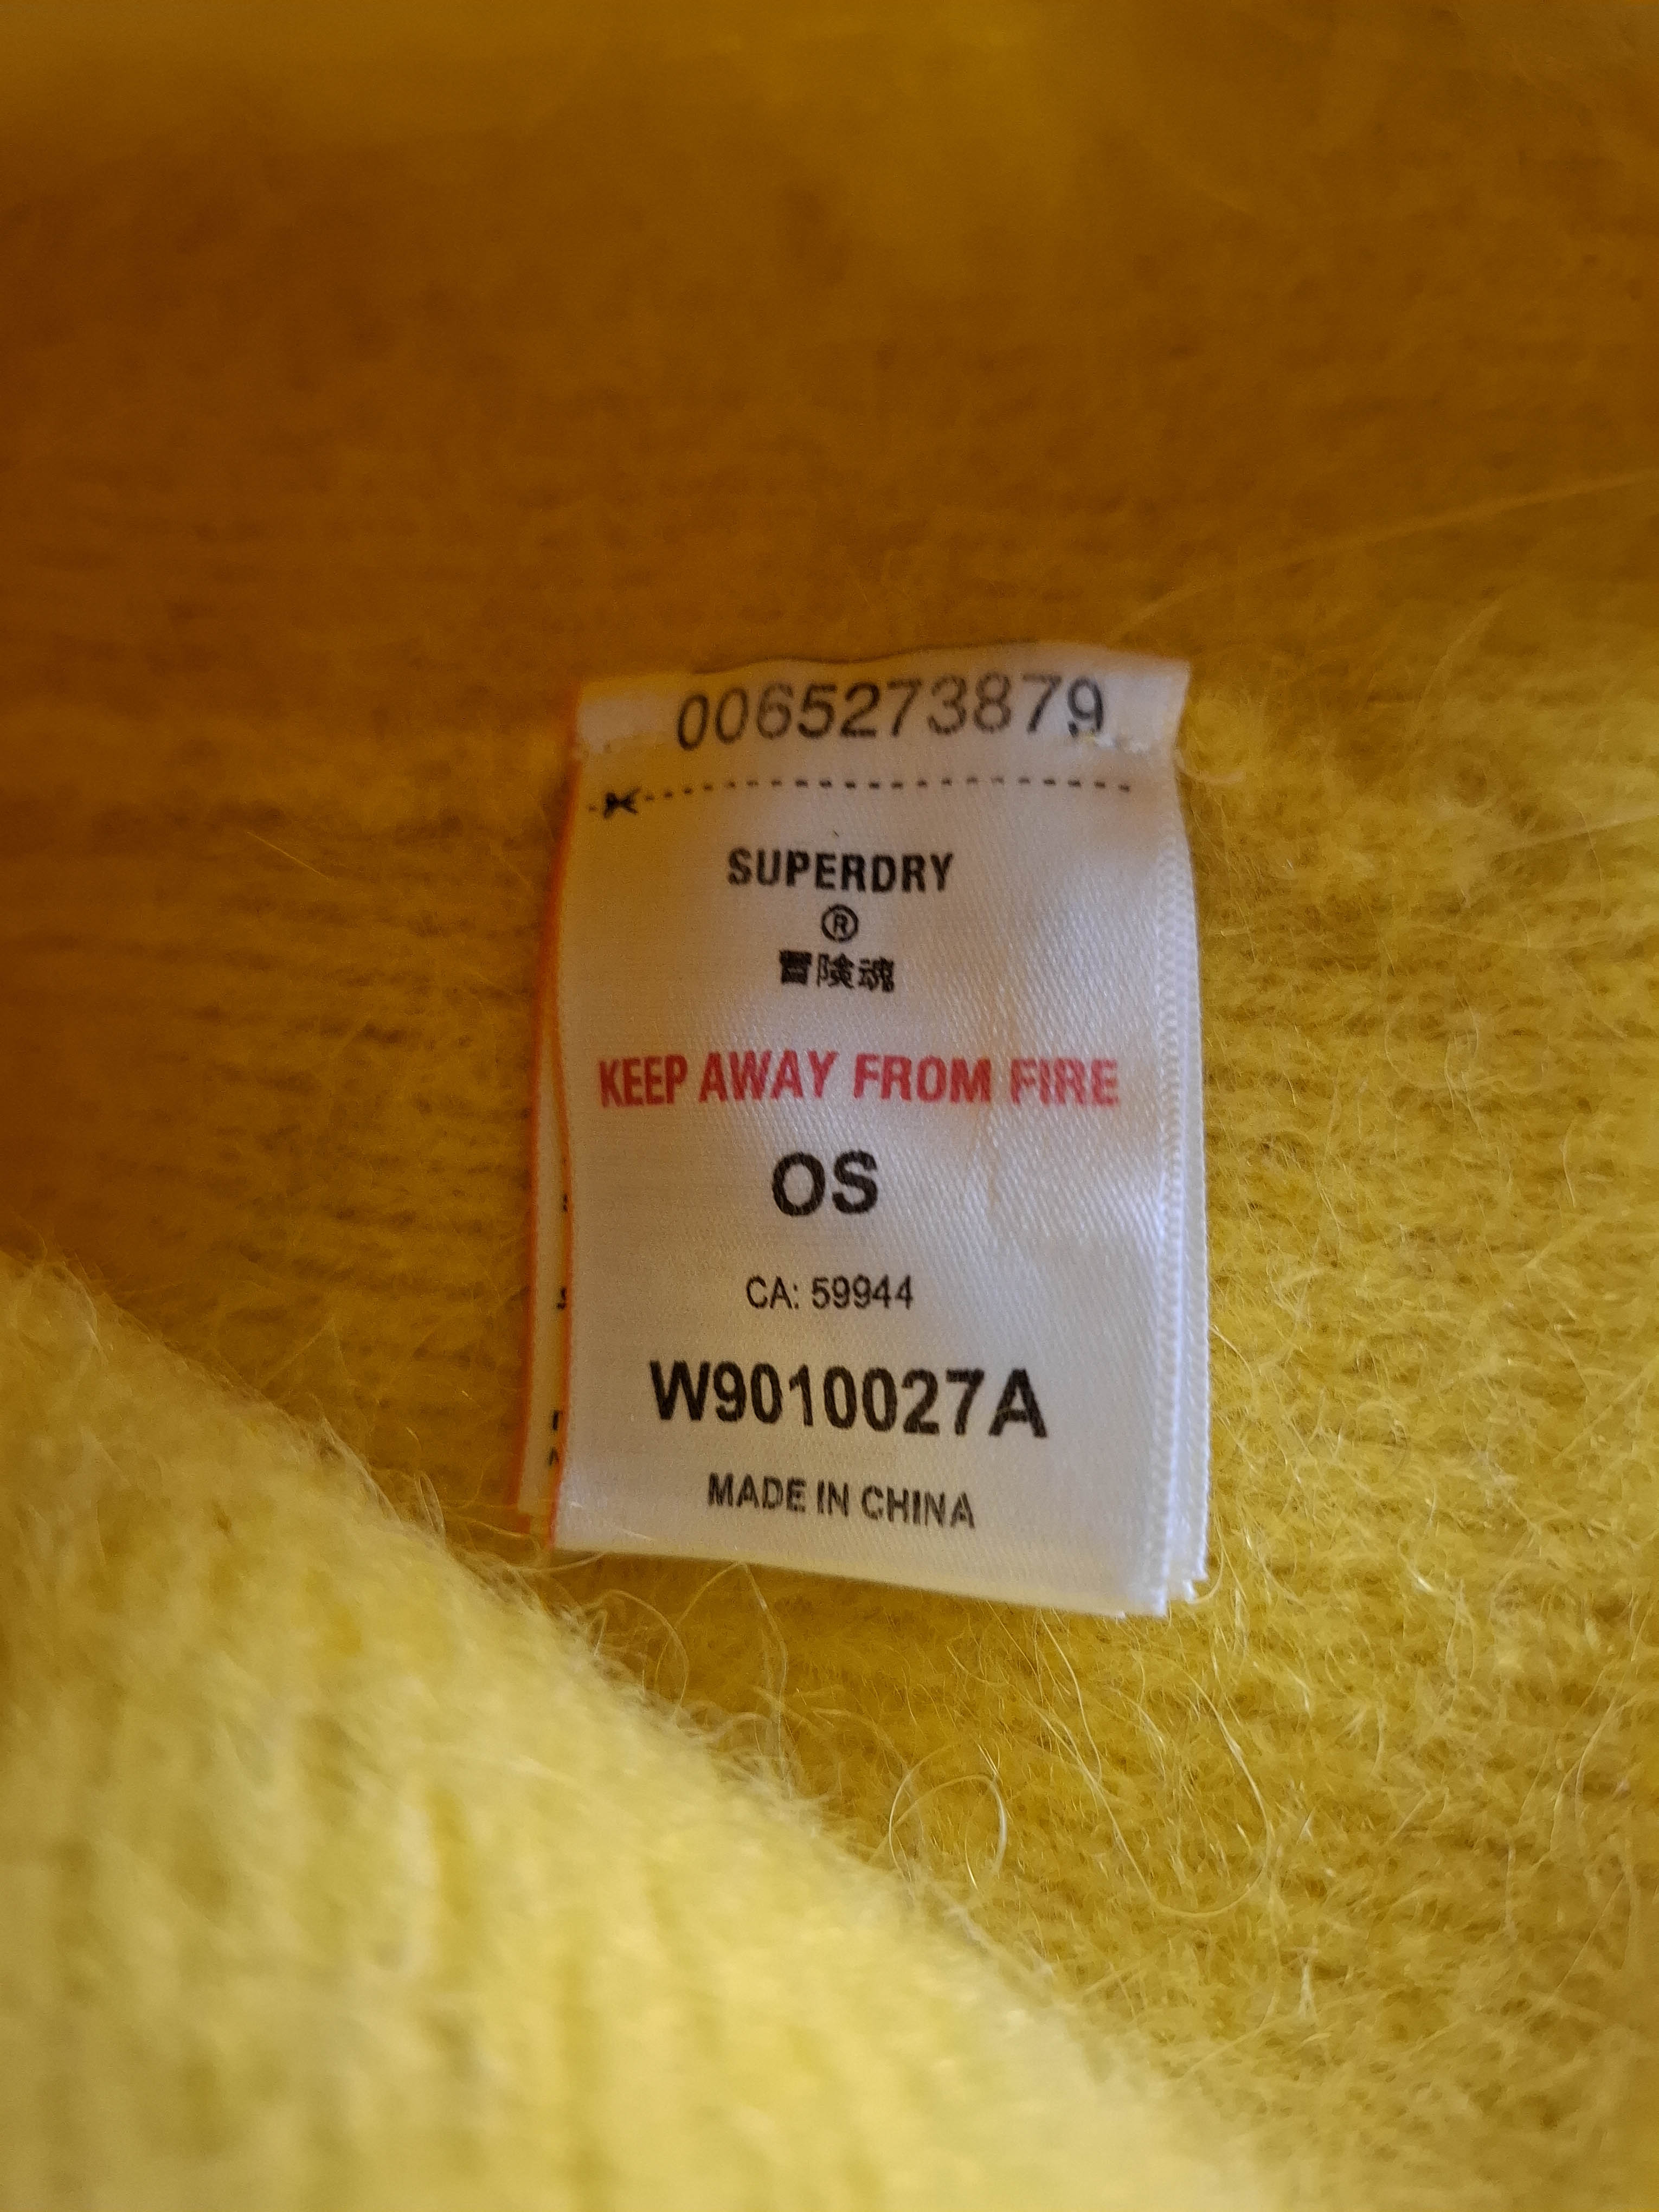 0065273879
SUPERDRY
®
冒険魂
KEEP AWAY FROM FIRE
OS
CA: 59944
W9010027A
MADE IN CHINA